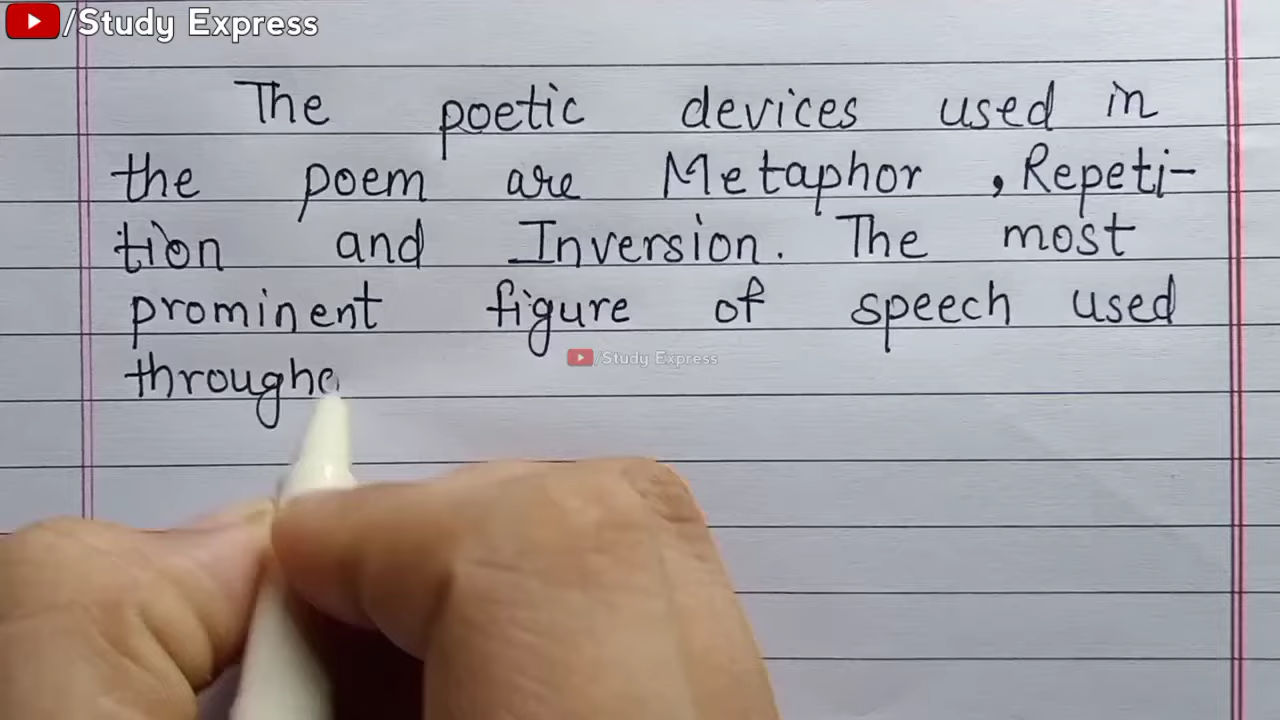 /Study Express
The poetic devices used in
the poem are Metaphor , Repeti-
tion and Inversion. The most
prominent figure of speech used
/Study Express
througho